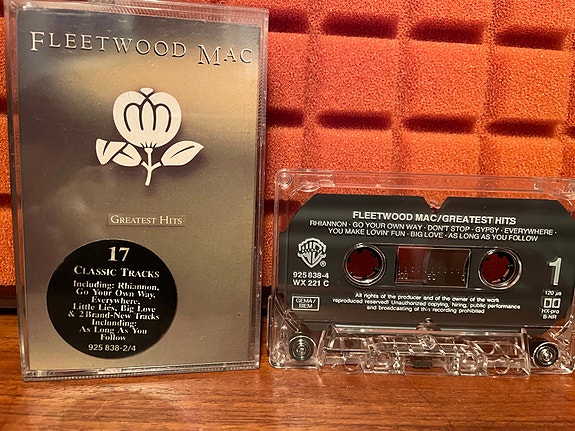 FLEETWOOD MAC
GREATEST HITS
17
CLASSIC TRACKS
Including: Rhiannon,
Go Your Own Way,
Everywhere,
Little Lies, Big Love
& 2 Brand-New Tracks
Including:
As Long As You
Follow
925 838-2/4
FLEETWOOD MAC/GREATEST HITS
RHIANNON · GO YOUR OWN WAY · DON'T STOP · GYPSY · EVERYWHERE ·
YOU MAKE LOVIN' FUN · BIG LOVE · AS LONG AS YOU FOLLOW
925 838-4
WX 221 C
1
120 µs
GEMA/
BIEM
All rights of the producer and of the owner of the work
reproduced reserved! Unauthorized copying, hiring, public performance
and broadcasting of this recording prohibited
HX-pro
B-NR